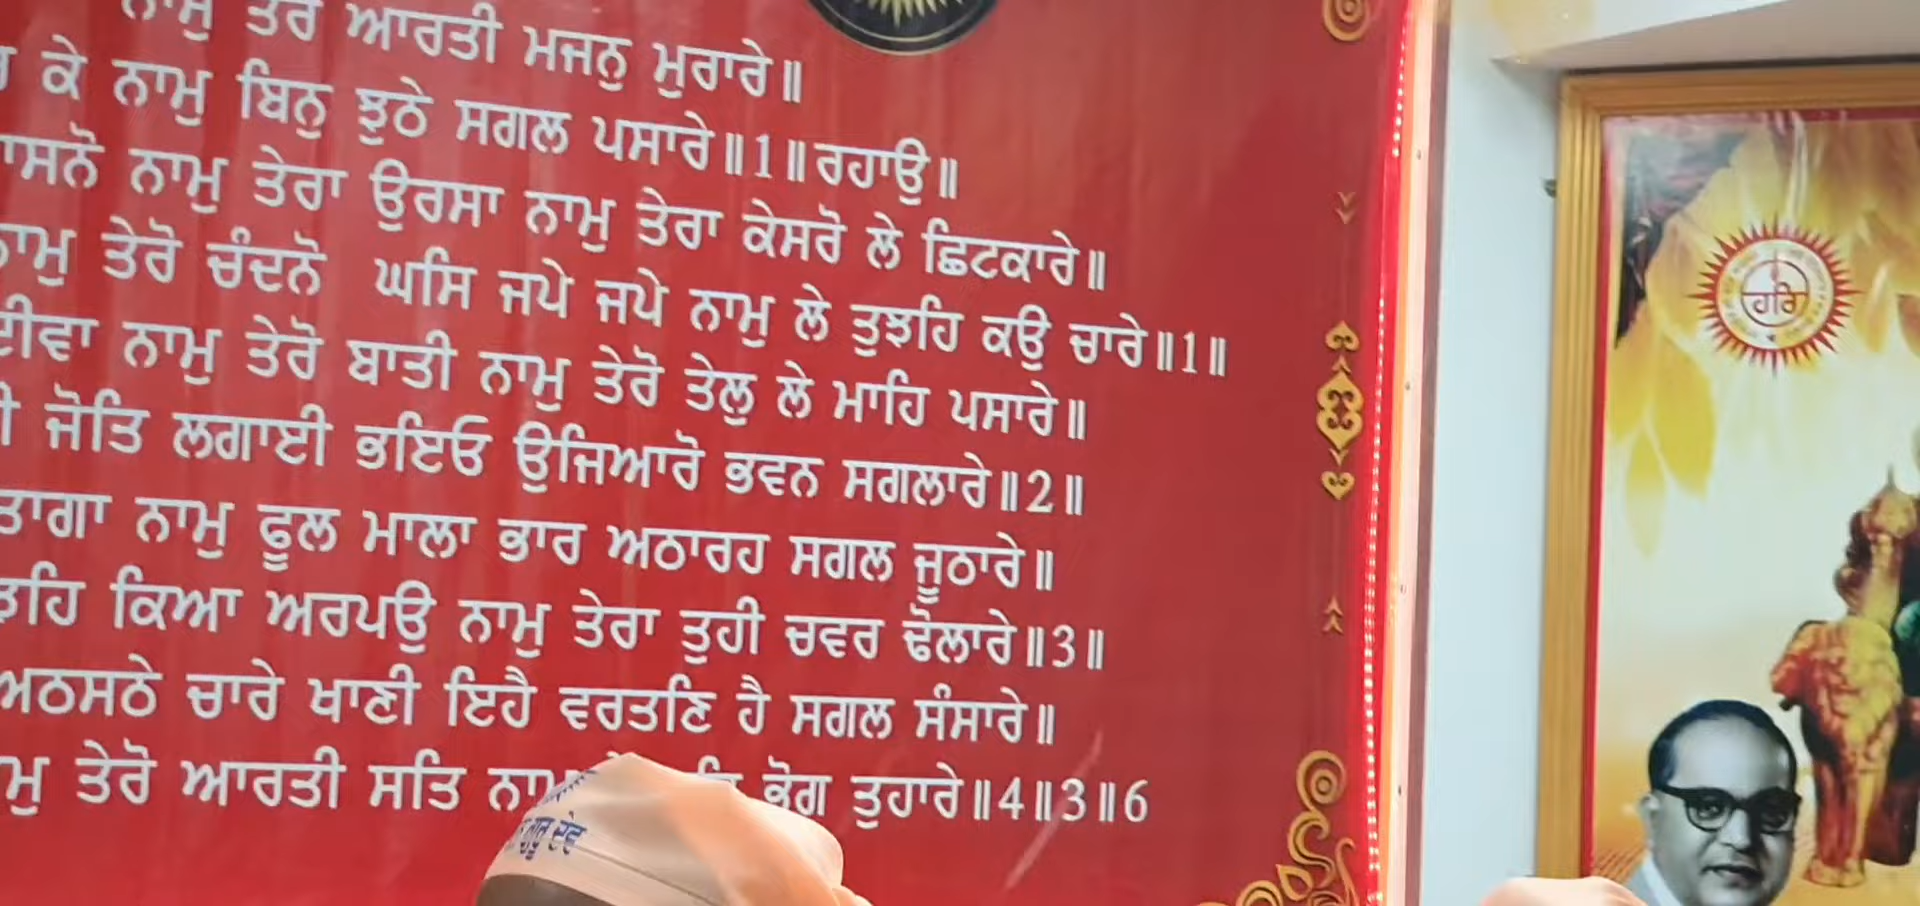 ਨਾਮੁ ਤੇਰੋ ਆਰਤੀ ਮਜਨੁ ਮੁਰਾਰੇ॥
ਕੇ ਨਾਮੁ ਬਿਨੁ ਝੁਠੇ ਸਗਲ ਪਸਾਰੇ॥1॥ਰਹਾਉ॥
ਨਾਮੁ ਤੇਰਾ ਉਰਸਾ ਨਾਮੁ ਤੇਰਾ ਕੇਸਰੋ ਲੇ ਛਿਟਕਾਰੇ॥
ਤੇਰੋ ਚੰਦਨੋ ਘਸਿ ਜਪੇ ਜਪੇ ਨਾਮੁ ਲੇ ਤੁਝਹਿ ਕਉ ਚਾਰੇ॥1॥
ਨਾਮੁ ਤੇਰੋ ਬਾਤੀ ਨਾਮੁ ਤੇਰੋ ਤੇਲੁ ਲੇ ਮਾਹਿ ਪਸਾਰੇ॥
ਜੋਤਿ ਲਗਾਈ ਭਇਓ ਉਜਿਆਰੋ ਭਵਨ ਸਗਲਾਰੇ॥2॥
ਤਾਗਾ ਨਾਮੁ ਫੂਲ ਮਾਲਾ ਭਾਰ ਅਠਾਰਹ ਸਗਲ ਜੂਠਾਰੇ॥
ਕਿਆ ਅਰਪਉ ਨਾਮੁ ਤੇਰਾ ਤੁਹੀ ਚਵਰ ਢੋਲਾਰੇ॥3॥
ਅਠਸਠੇ ਚਾਰੇ ਖਾਣੀ ਇਹੈ ਵਰਤਣਿ ਹੈ ਸਗਲ ਸੰਸਾਰੇ॥
ਤੇਰੋ ਆਰਤੀ ਸਤਿ ਭੋਗ ਤੁਹਾਰੇ॥4॥3॥6
ਹਰਿ
ਗੁਰੂ ਦੇਵ